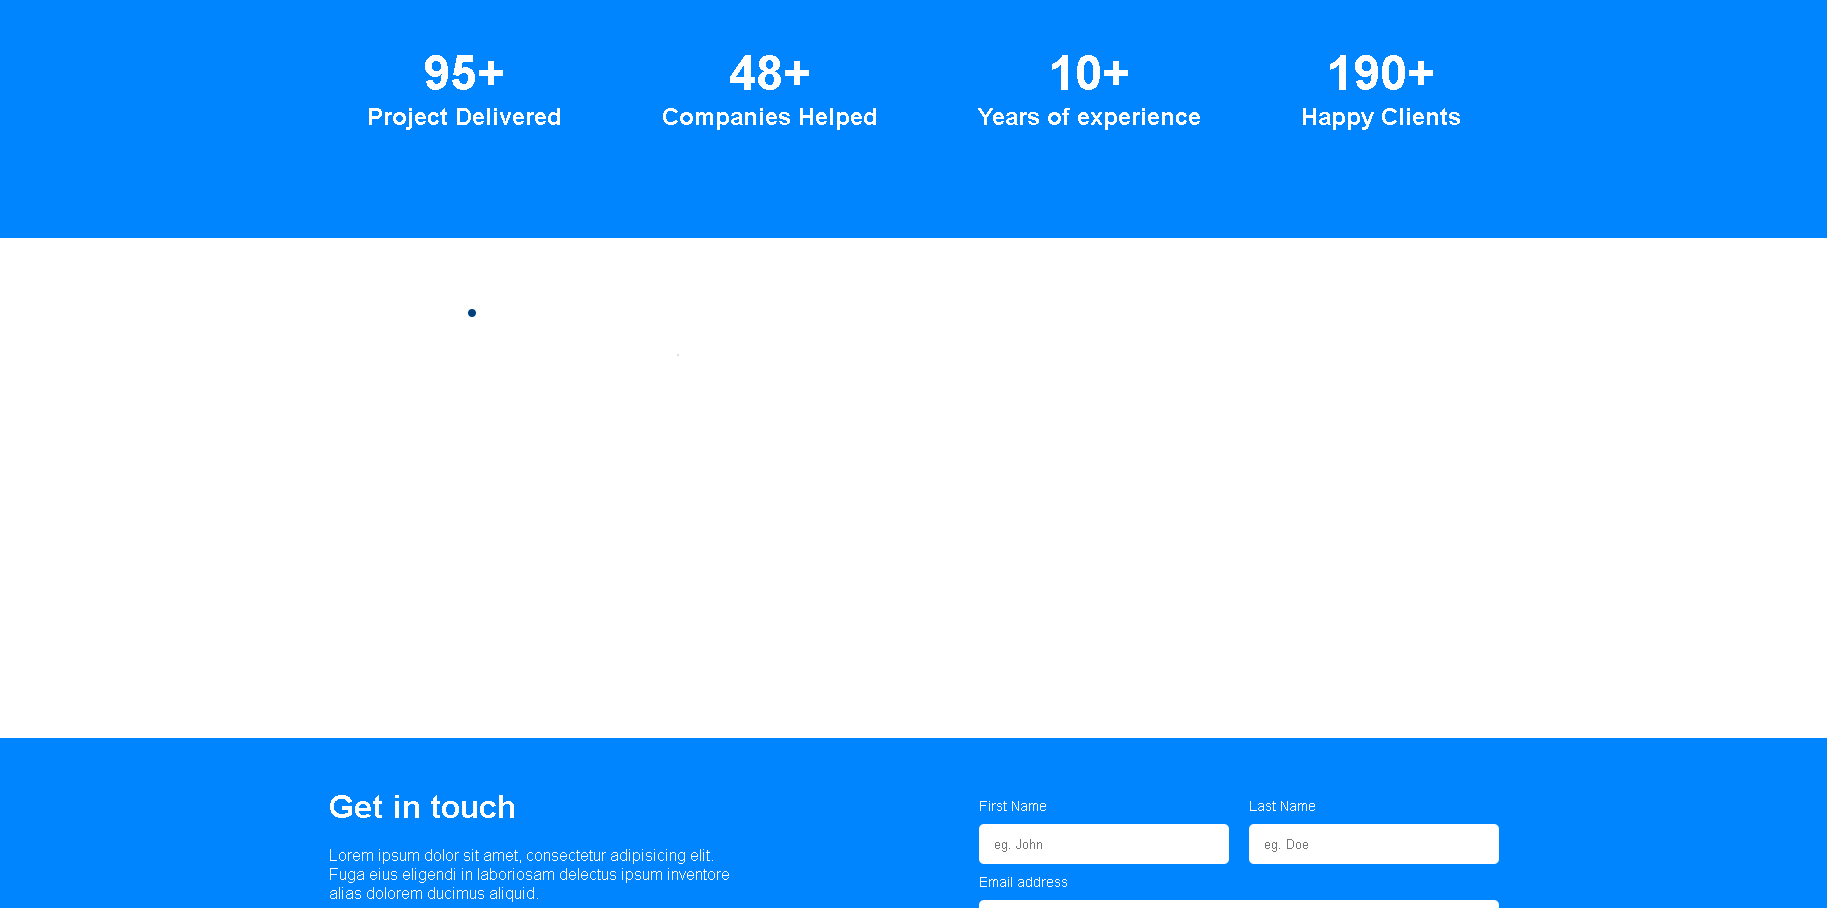 95+
48+
10+
190+
Project Delivered
Companies Helped
Years of experience
Happy Clients
Get in touch
Lorem ipsum dolor sit amet, consectetur adipisicing elit.
Fuga eius eligendi in laboriosam delectus ipsum inventore
alias dolorem ducimus aliquid.
First Name
Last Name
eg. John
eg. Doe
Email address